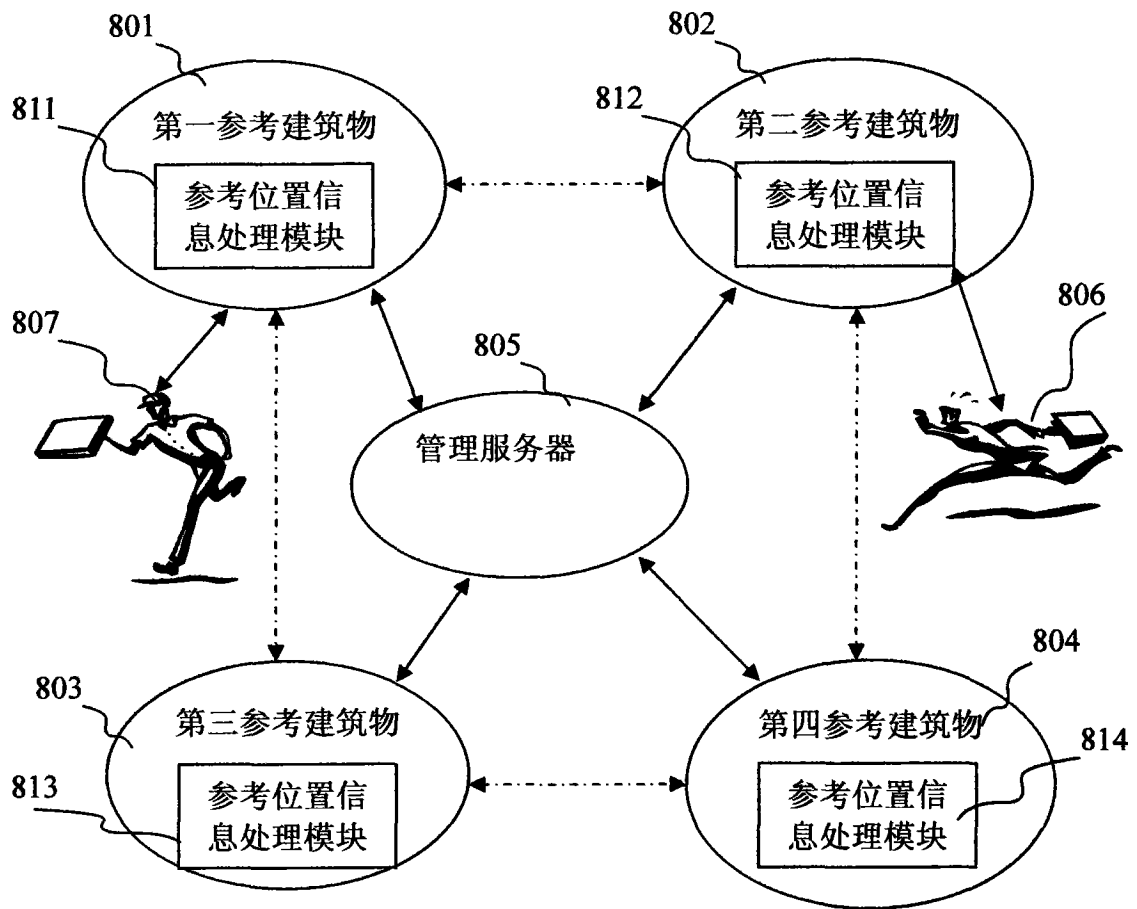 801
802
811
第一参考建筑物
812
第二参考建筑物
参考位置信
息处理模块
参考位置信
息处理模块
807
805
806
管理服务器
803
第三参考建筑物
804
第四参考建筑物
813
参考位置信
息处理模块
814
参考位置信
息处理模块